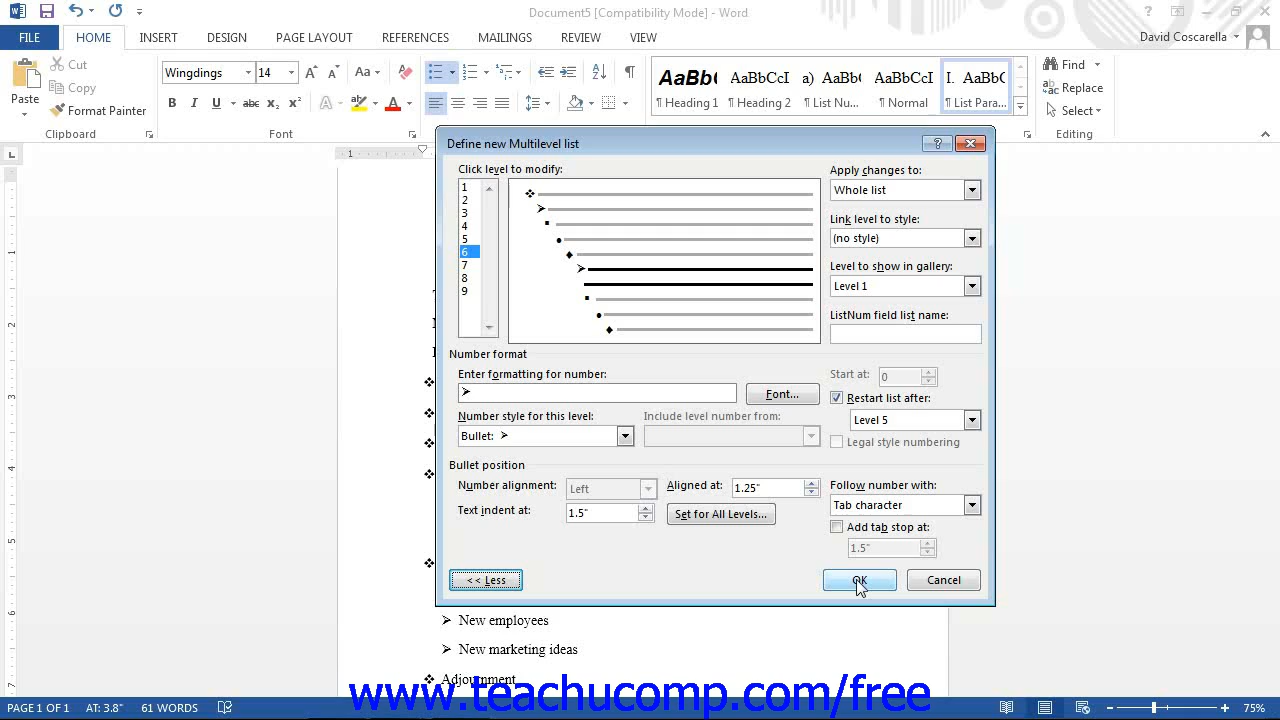 Document5 [Compatibility Mode] - Word
FILE HOME INSERT DESIGN PAGE LAYOUT REFERENCES MAILINGS REVIEW VIEW David Coscarella
Paste
Cut
Copy
Format Painter
Clipboard
Wingdings 14
Font
AaBb( AaBbCcI a) AaBb( AaBbCcI I. AaBbC
¶ Heading 1 ¶ Heading ¶ List Nu... ¶ Normal ¶ List Para...
Find
Replace
Select
Editing
Define new Multilevel list
Click level to modify:
1
2
3
4
5
6
7
8
9
Apply changes to:
Whole list
Link level to style:
(no style)
Level to show in gallery:
Level 1
ListNum field list name:
Number format
Enter formatting for number:
Font...
Number style for this level: Include level number from:
Bullet:
Start at: 0
Restart list after:
Level 5
Legal style numbering
Bullet position
Number alignment: Left Aligned at: 1.25"
Text indent at: 1.5" Set for All Levels...
Follow number with:
Tab character
Add tab stop at:
1.5"
<< Less OK Cancel
New employees
New marketing ideas
Adjournment
www.teachucomp.com/free
PAGE 1 OF 1 AT: 3.8" 61 WORDS 75%